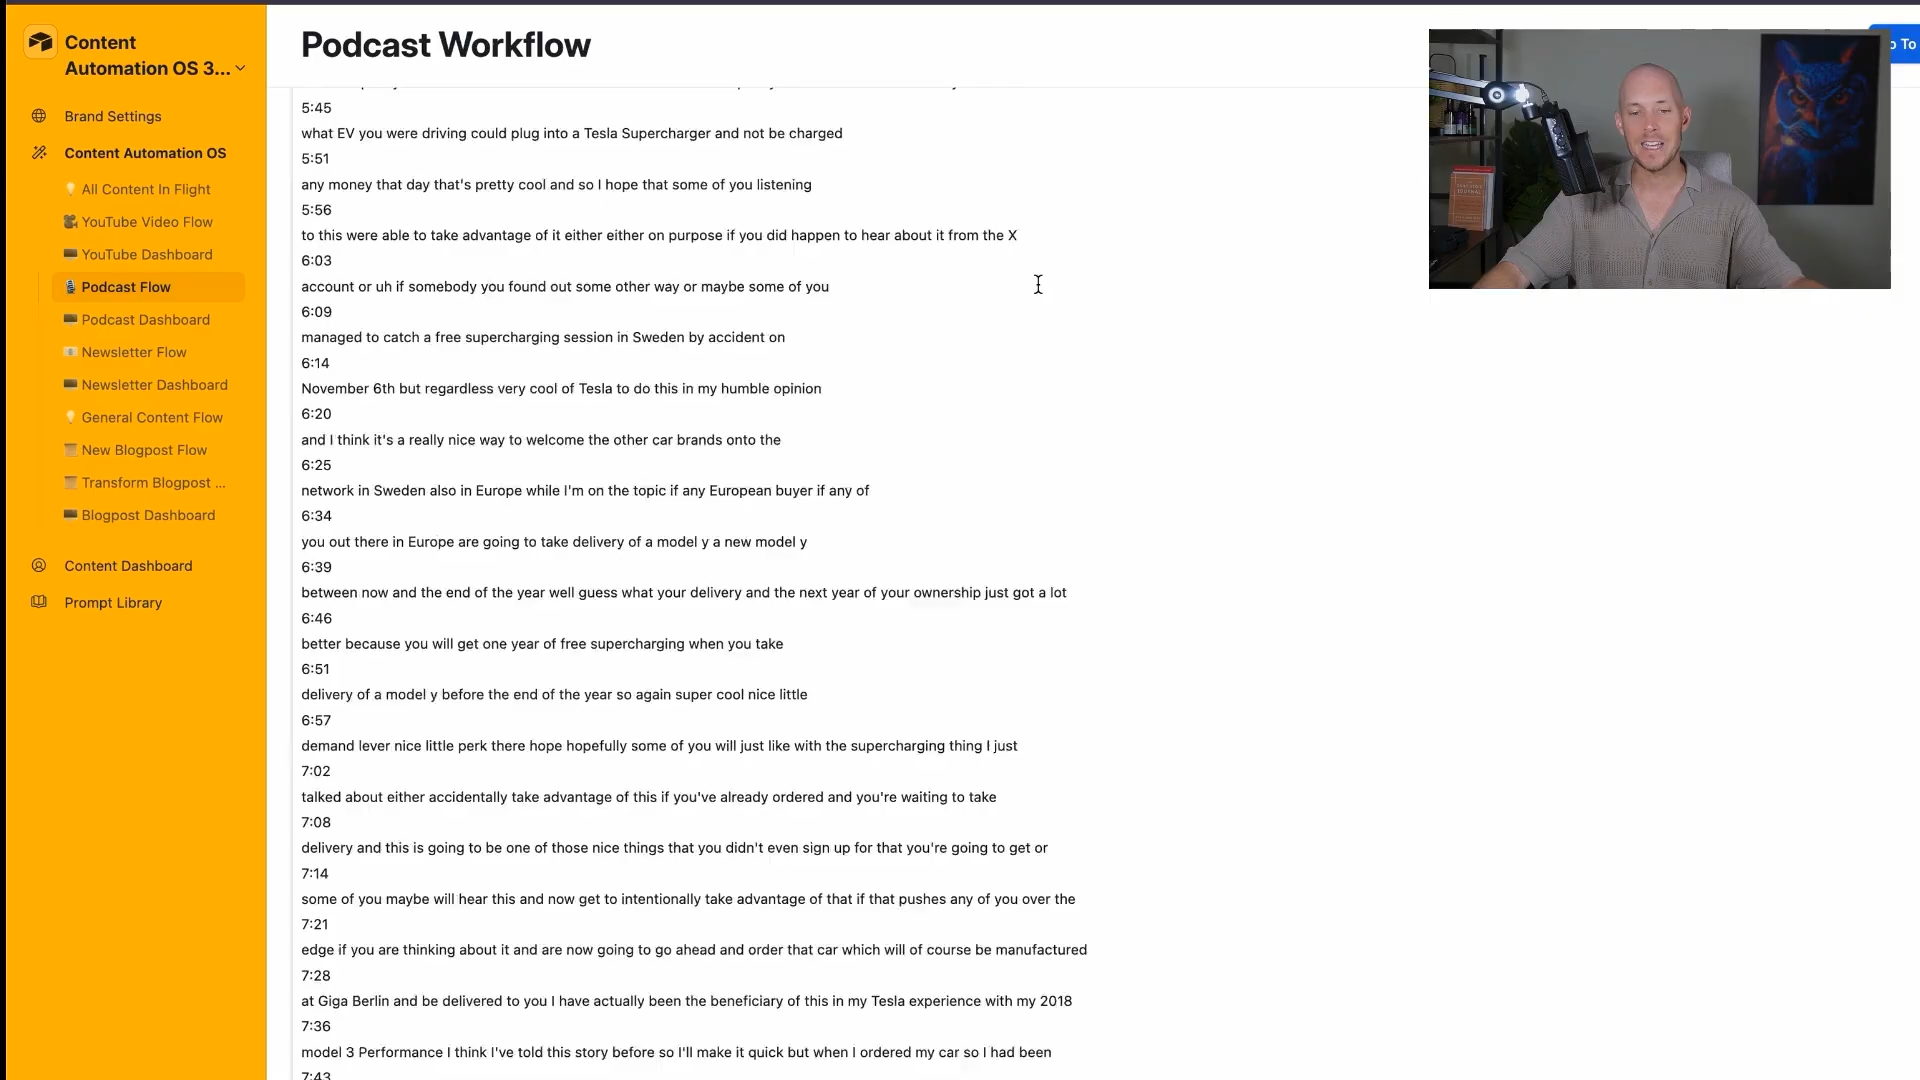 Content
Automation OS 3...
Brand Settings
Content Automation OS
All Content In Flight
YouTube Video Flow
YouTube Dashboard
Podcast Flow
Podcast Dashboard
Newsletter Flow
Newsletter Dashboard
General Content Flow
New Blogpost Flow
Transform Blogpost ...
Blogpost Dashboard
Content Dashboard
Prompt Library
Podcast Workflow
To
5:45
what EV you were driving could plug into a Tesla Supercharger and not be charged
5:51
any money that day that's pretty cool and so I hope that some of you listening
5:56
to this were able to take advantage of it either either on purpose if you did happen to hear about it from the X
6:03
account or uh if somebody you found out some other way or maybe some of you
6:09
managed to catch a free supercharging session in Sweden by accident on
6:14
November 6th but regardless very cool of Tesla to do this in my humble opinion
6:20
and I think it's a really nice way to welcome the other car brands onto the
6:25
network in Sweden also in Europe while I'm on the topic if any European buyer if any of
6:34
you out there in Europe are going to take delivery of a model y a new model y
6:39
between now and the end of the year well guess what your delivery and the next year of your ownership just got a lot
6:46
better because you will get one year of free supercharging when you take
6:51
delivery of a model y before the end of the year so again super cool nice little
6:57
demand lever nice little perk there hope hopefully some of you will just like with the supercharging thing I just
7:02
talked about either accidentally take advantage of this if you've already ordered and you're waiting to take
7:08
delivery and this is going to be one of those nice things that you didn't even sign up for that you're going to get or
7:14
some of you maybe will hear this and now get to intentionally take advantage of that if that pushes any of you over the
7:21
edge if you are thinking about it and are now going to go ahead and order that car which will of course be manufactured
7:28
at Giga Berlin and be delivered to you I have actually been the beneficiary of this in my Tesla experience with my 2018
7:36
model 3 Performance I think I've told this story before so I'll make it quick but when I ordered my car so I had been
7:43